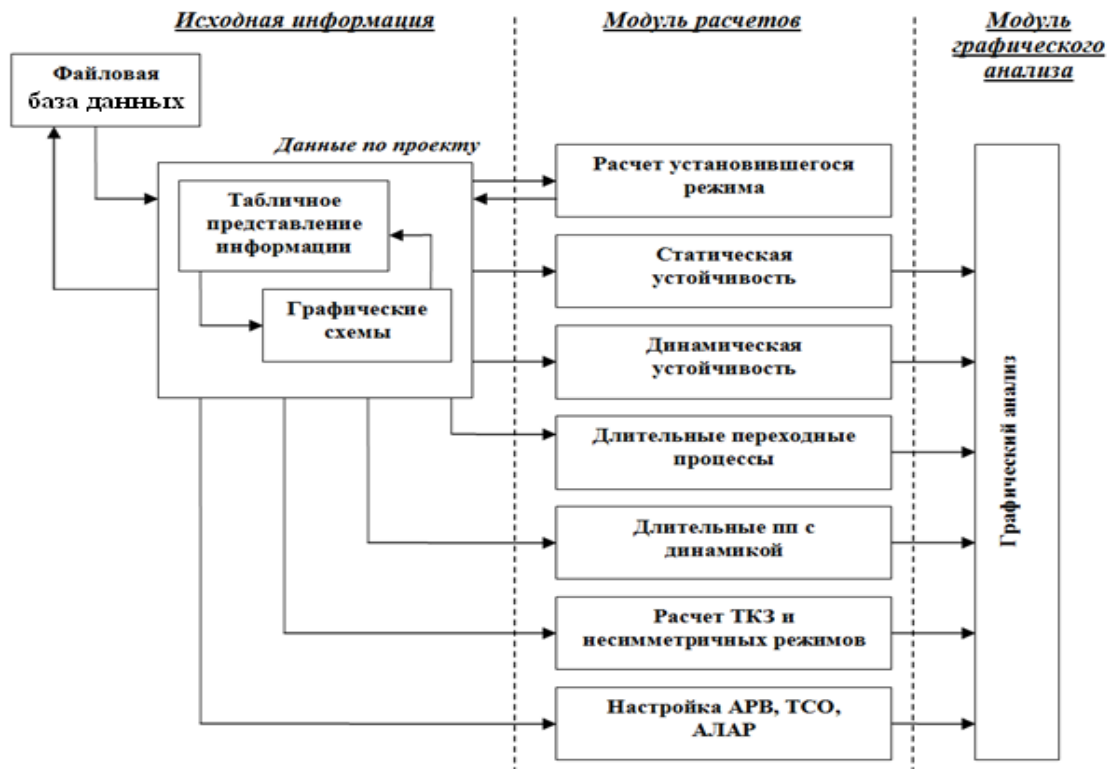 Исходная информация
Модуль расчетов
Модуль
графического
анализа
Файловая
база данных
Данные по проекту
Табличное
представление
информации
Графические
схемы
Расчет установившегося
режима
Статическая
устойчивость
Динамическая
устойчивость
Длительные переходные
процессы
Длительные пп с
динамикой
Расчет ТКЗ и
несимметричных режимов
Настройка АРВ, ТСО,
АЛАР
Графический анализ